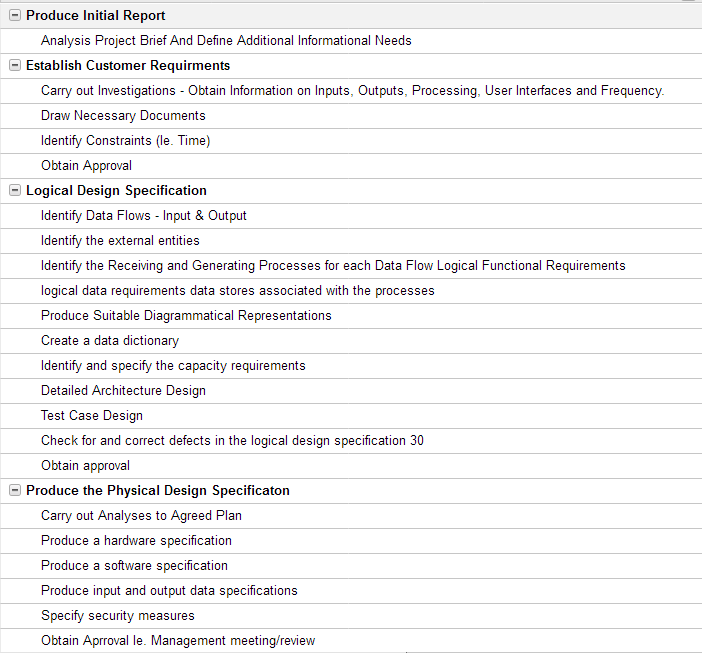 Produce Initial Report
Analysis Project Brief And Define Additional Informational Needs
Establish Customer Requirments
Carry out Investigations - Obtain Information on Inputs, Outputs, Processing, User Interfaces and Frequency.
Draw Necessary Documents
Identify Constraints (Ie. Time)
Obtain Approval
Logical Design Specification
Identify Data Flows - Input & Output
Identify the external entities
Identify the Receiving and Generating Processes for each Data Flow Logical Functional Requirements
logical data requirements data stores associated with the processes
Produce Suitable Diagrammatical Representations
Create a data dictionary
Identify and specify the capacity requirements
Detailed Architecture Design
Test Case Design
Check for and correct defects in the logical design specification 30
Obtain approval
Produce the Physical Design Specificaton
Carry out Analyses to Agreed Plan
Produce a hardware specification
Produce a software specification
Produce input and output data specifications
Specify security measures
Obtain Aprroval Ie. Management meeting/review